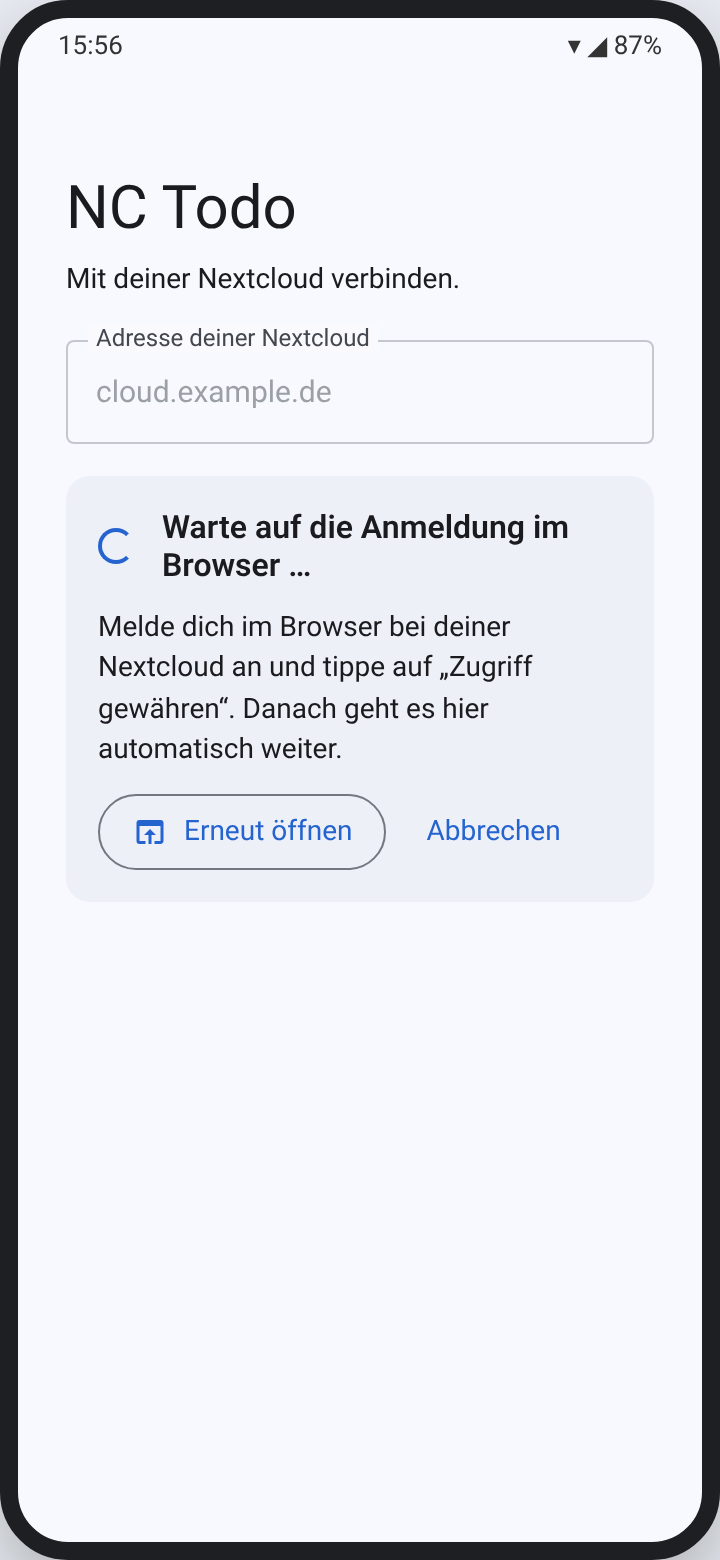 15:56
87%
NC Todo
Mit deiner Nextcloud verbinden.
Adresse deiner Nextcloud
cloud.example.de
Warte auf die Anmeldung im
Browser …
Melde dich im Browser bei deiner
Nextcloud an und tippe auf „Zugriff
gewähren“. Danach geht es hier
automatisch weiter.
Erneut öffnen
Abbrechen